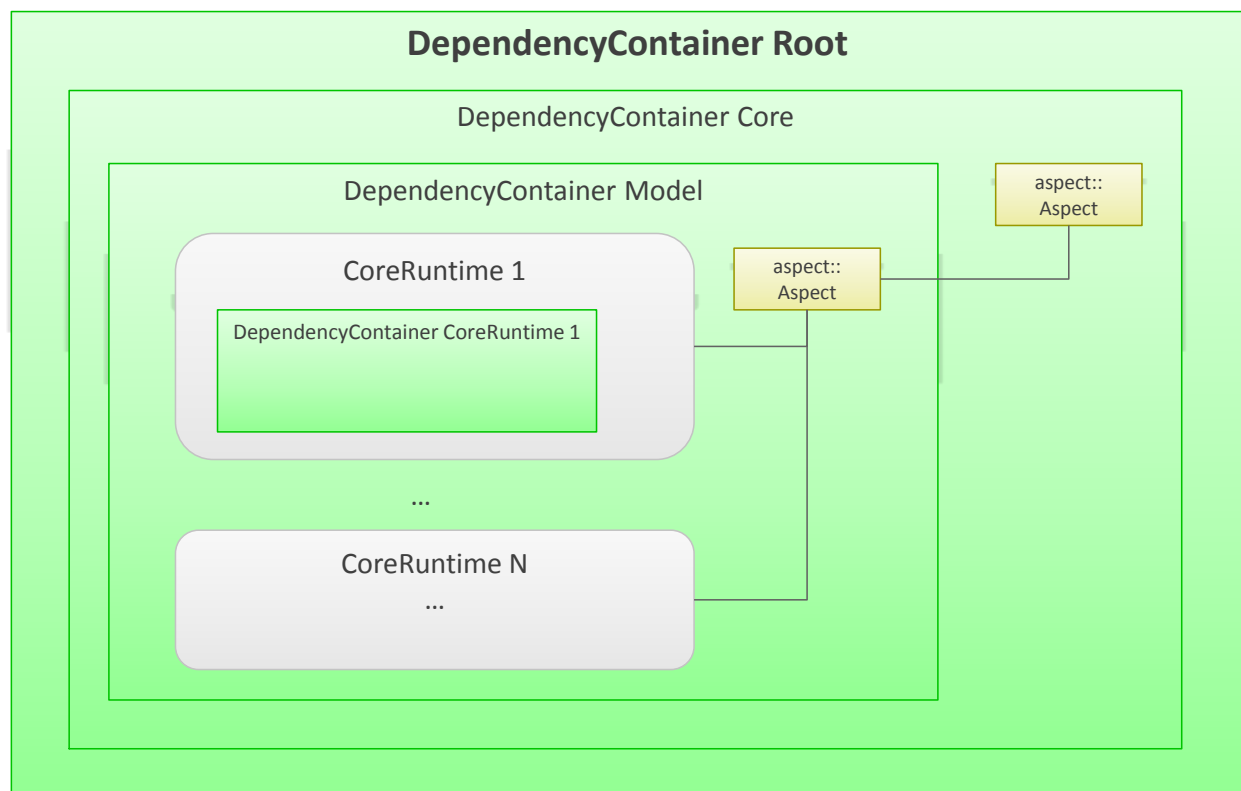 DependencyContainer Root
DependencyContainer Core
DependencyContainer Model
aspect::
Aspect
CoreRuntime 1
aspect::
Aspect
DependencyContainer CoreRuntime 1
...
CoreRuntime N
...